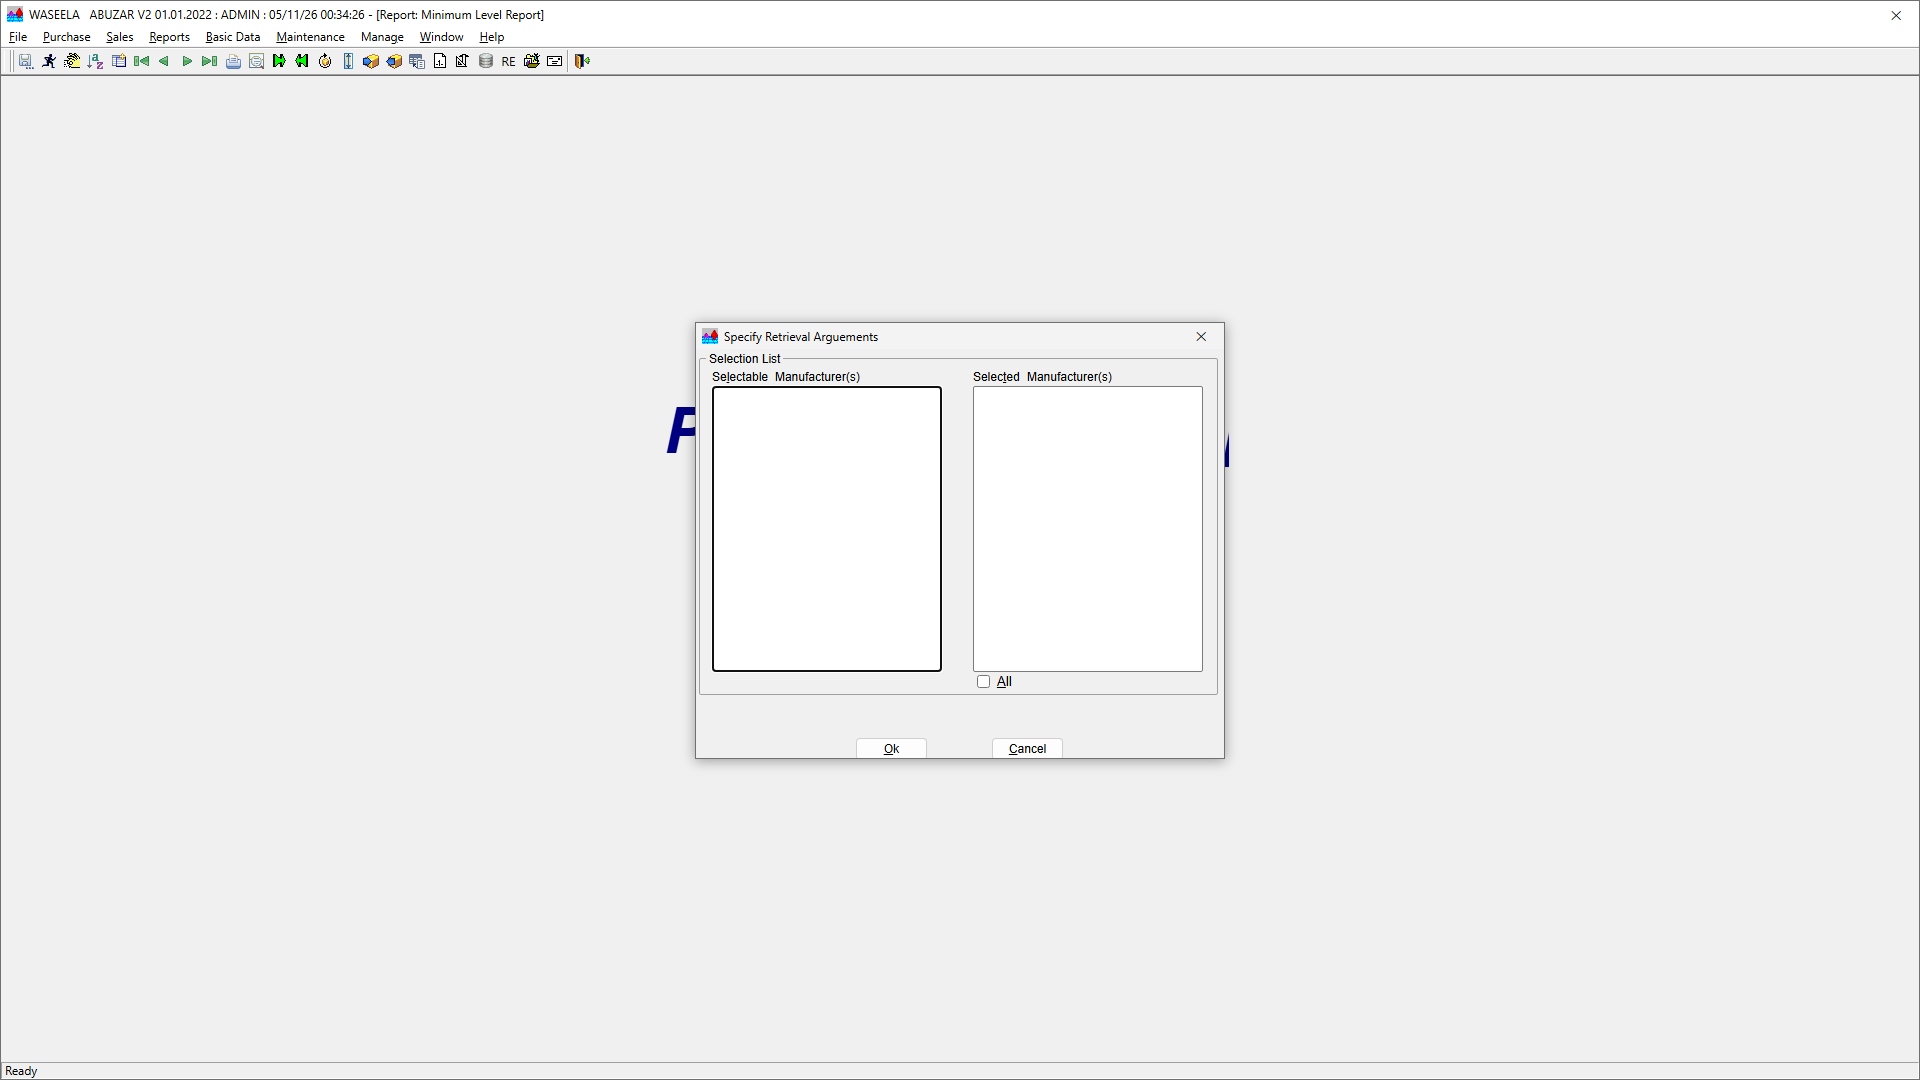 WASEELA   ABUZAR V2 01.01.2022 : ADMIN : 05/11/26 00:34:26 - [Report: Minimum Level Report]
File Purchase Sales Reports Basic Data Maintenance Manage Window Help
RE
Specify Retrieval Arguements
Selection List
Selectable  Manufacturer(s) Selected  Manufacturer(s)
All
Ok Cancel
Ready